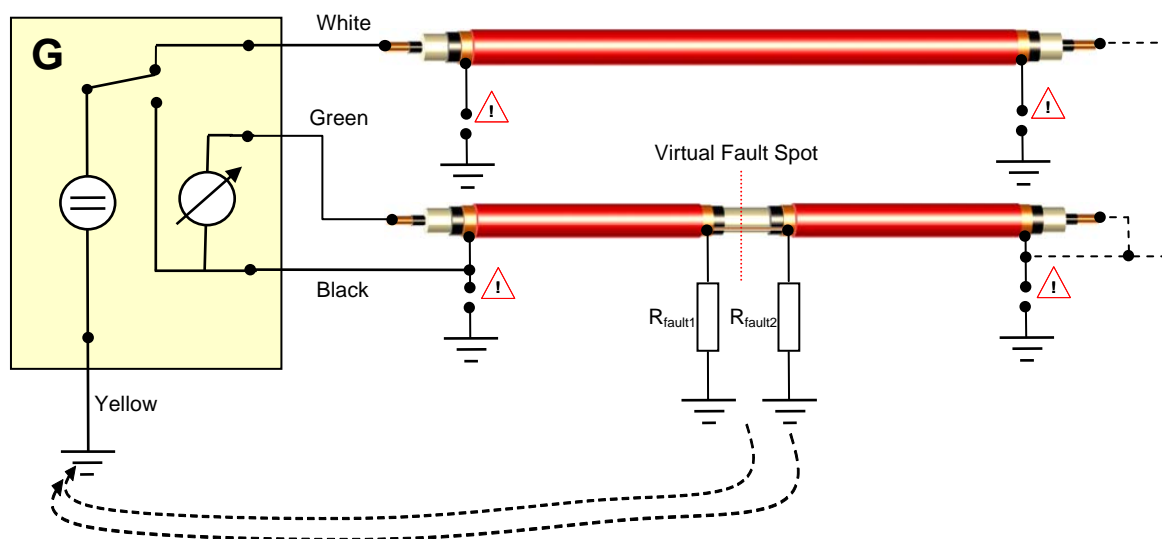 White
G
!
!
Green
Virtual Fault Spot
!
!
Black
Rfault1
Rfault2
Yellow